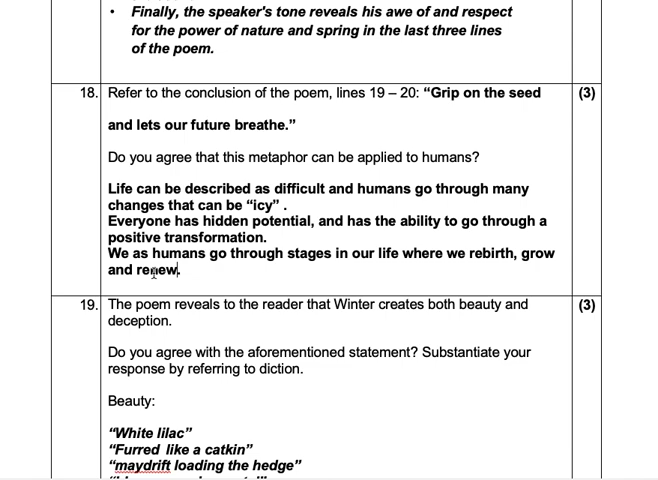 • Finally, the speaker's tone reveals his awe of and respect
for the power of nature and spring in the last three lines
of the poem.
18. Refer to the conclusion of the poem, lines 19 – 20: “Grip on the seed (3)
and lets our future breathe.”
Do you agree that this metaphor can be applied to humans?
Life can be described as difficult and humans go through many
changes that can be “icy” .
Everyone has hidden potential, and has the ability to go through a
positive transformation.
We as humans go through stages in our life where we rebirth, grow
and renew.
19. The poem reveals to the reader that Winter creates both beauty and (3)
deception.
Do you agree with the aforementioned statement? Substantiate your
response by referring to diction.
Beauty:
“White lilac”
“Furred like a catkin”
“maydrift loading the hedge”